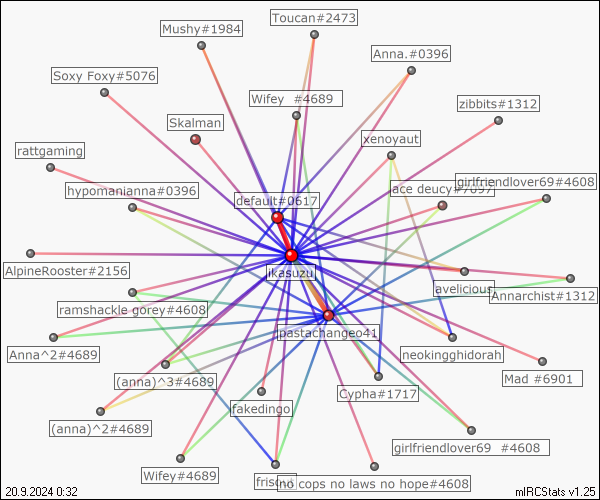 Toucan#2473
Mushy#1984
Anna.#0396
Soxy Foxy#5076
Wifey #4689
zibbits#1312
Skalman
xenoyaut
rattgaming
hypomanianna#0396
ace deucy#7097
girlfriendlover69#4608
default#0617
AlpineRooster#2156
ikasuzu
avelicious
Annarchist#1312
ramshackle gorey#4608
pastachange41
Anna^2#4689
neokingghidorah
(anna)^3#4689
Mad #6901
Cypha#1717
fakedingo
(anna)^2#4689
girlfriendlover69 #4608
Wifey#4689
no cops no laws no hope#4608
20.9.2024 0:32
mIRCStats v1.25